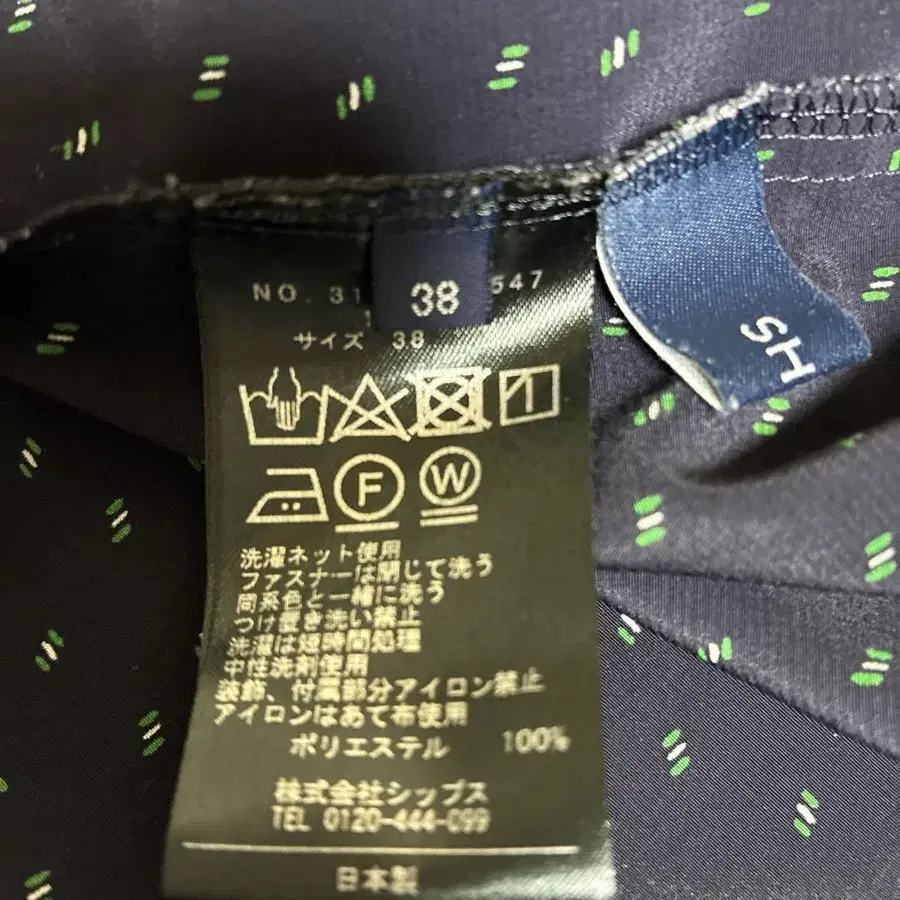 NO. 31 547
38
サイズ 38
SH
F W
洗濯ネット使用
ファスナーは閉じて洗う
同系色と一緒に洗う
つけ置き洗い禁止
洗濯は短時間処理
中性洗剤使用
装飾、付属部分アイロン禁止
アイロンはあて布使用
ポリエステル 100%
株式会社シップス
TEL 0120-444-099
日本製